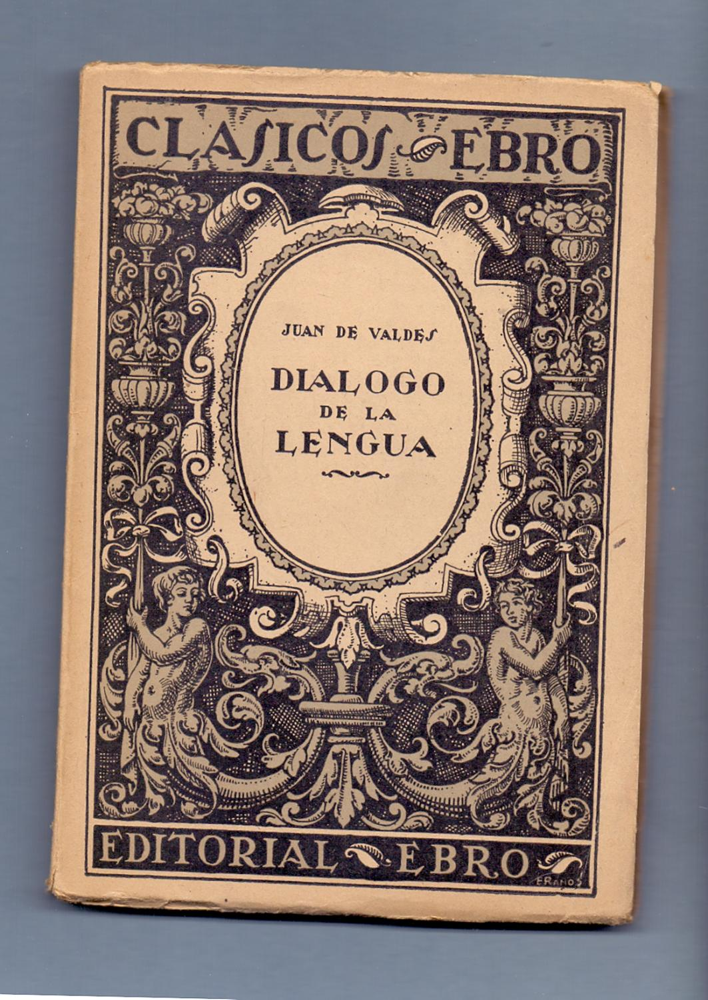 CLASICOS EBRO
JUAN DE VALDES
DIALOGO
DE LA
LENGUA
EDITORIAL EBRO